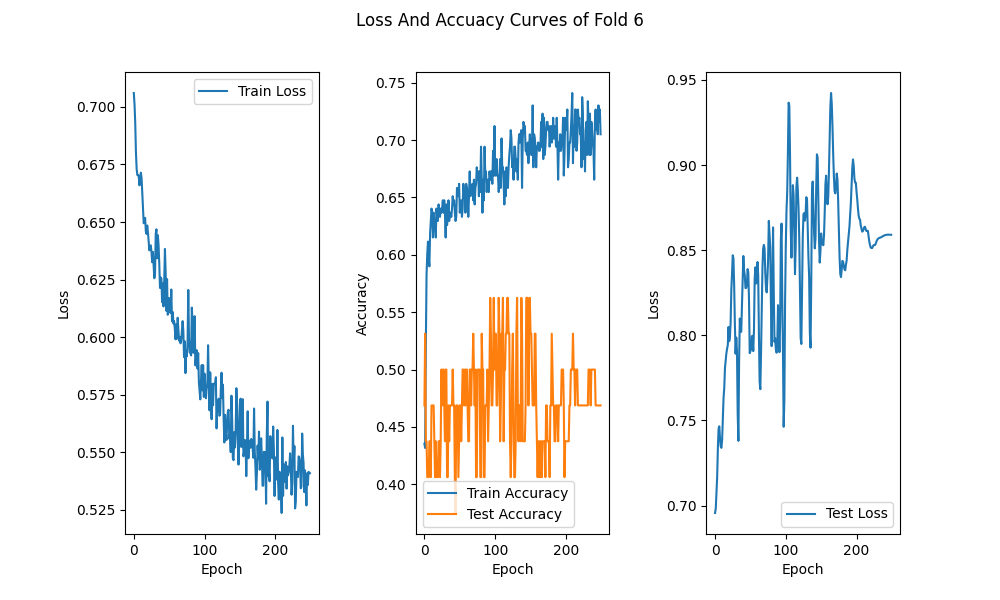 Loss And Accuacy Curves of Fold 6
Loss
0.700
0.675
0.650
0.625
0.600
0.575
0.550
0.525
0
100
200
Epoch
Train Loss
Accuracy
0.75
0.70
0.65
0.60
0.55
0.50
0.45
0.40
0
100
200
Epoch
Train Accuracy
Test Accuracy
Loss
0.95
0.90
0.85
0.80
0.75
0.70
0
100
200
Epoch
Test Loss